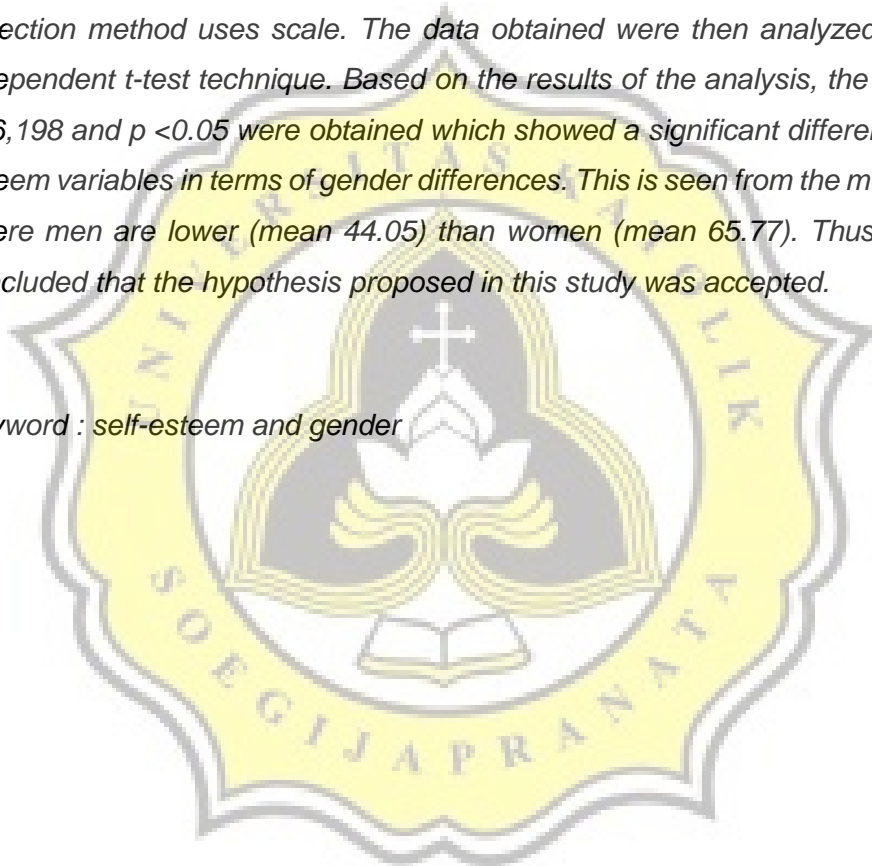 ection method uses scale. The data obtained were then analyzed
ependent t-test technique. Based on the results of the analysis, the
6,198 and p <0.05 were obtained which showed a significant differe
eem variables in terms of gender differences. This is seen from the m
ere men are lower (mean 44.05) than women (mean 65.77). Thus
cluded that the hypothesis proposed in this study was accepted.
yword : self-esteem and gender
UNIVERSITAS KATOLIK
SOEGIJAPRANATA